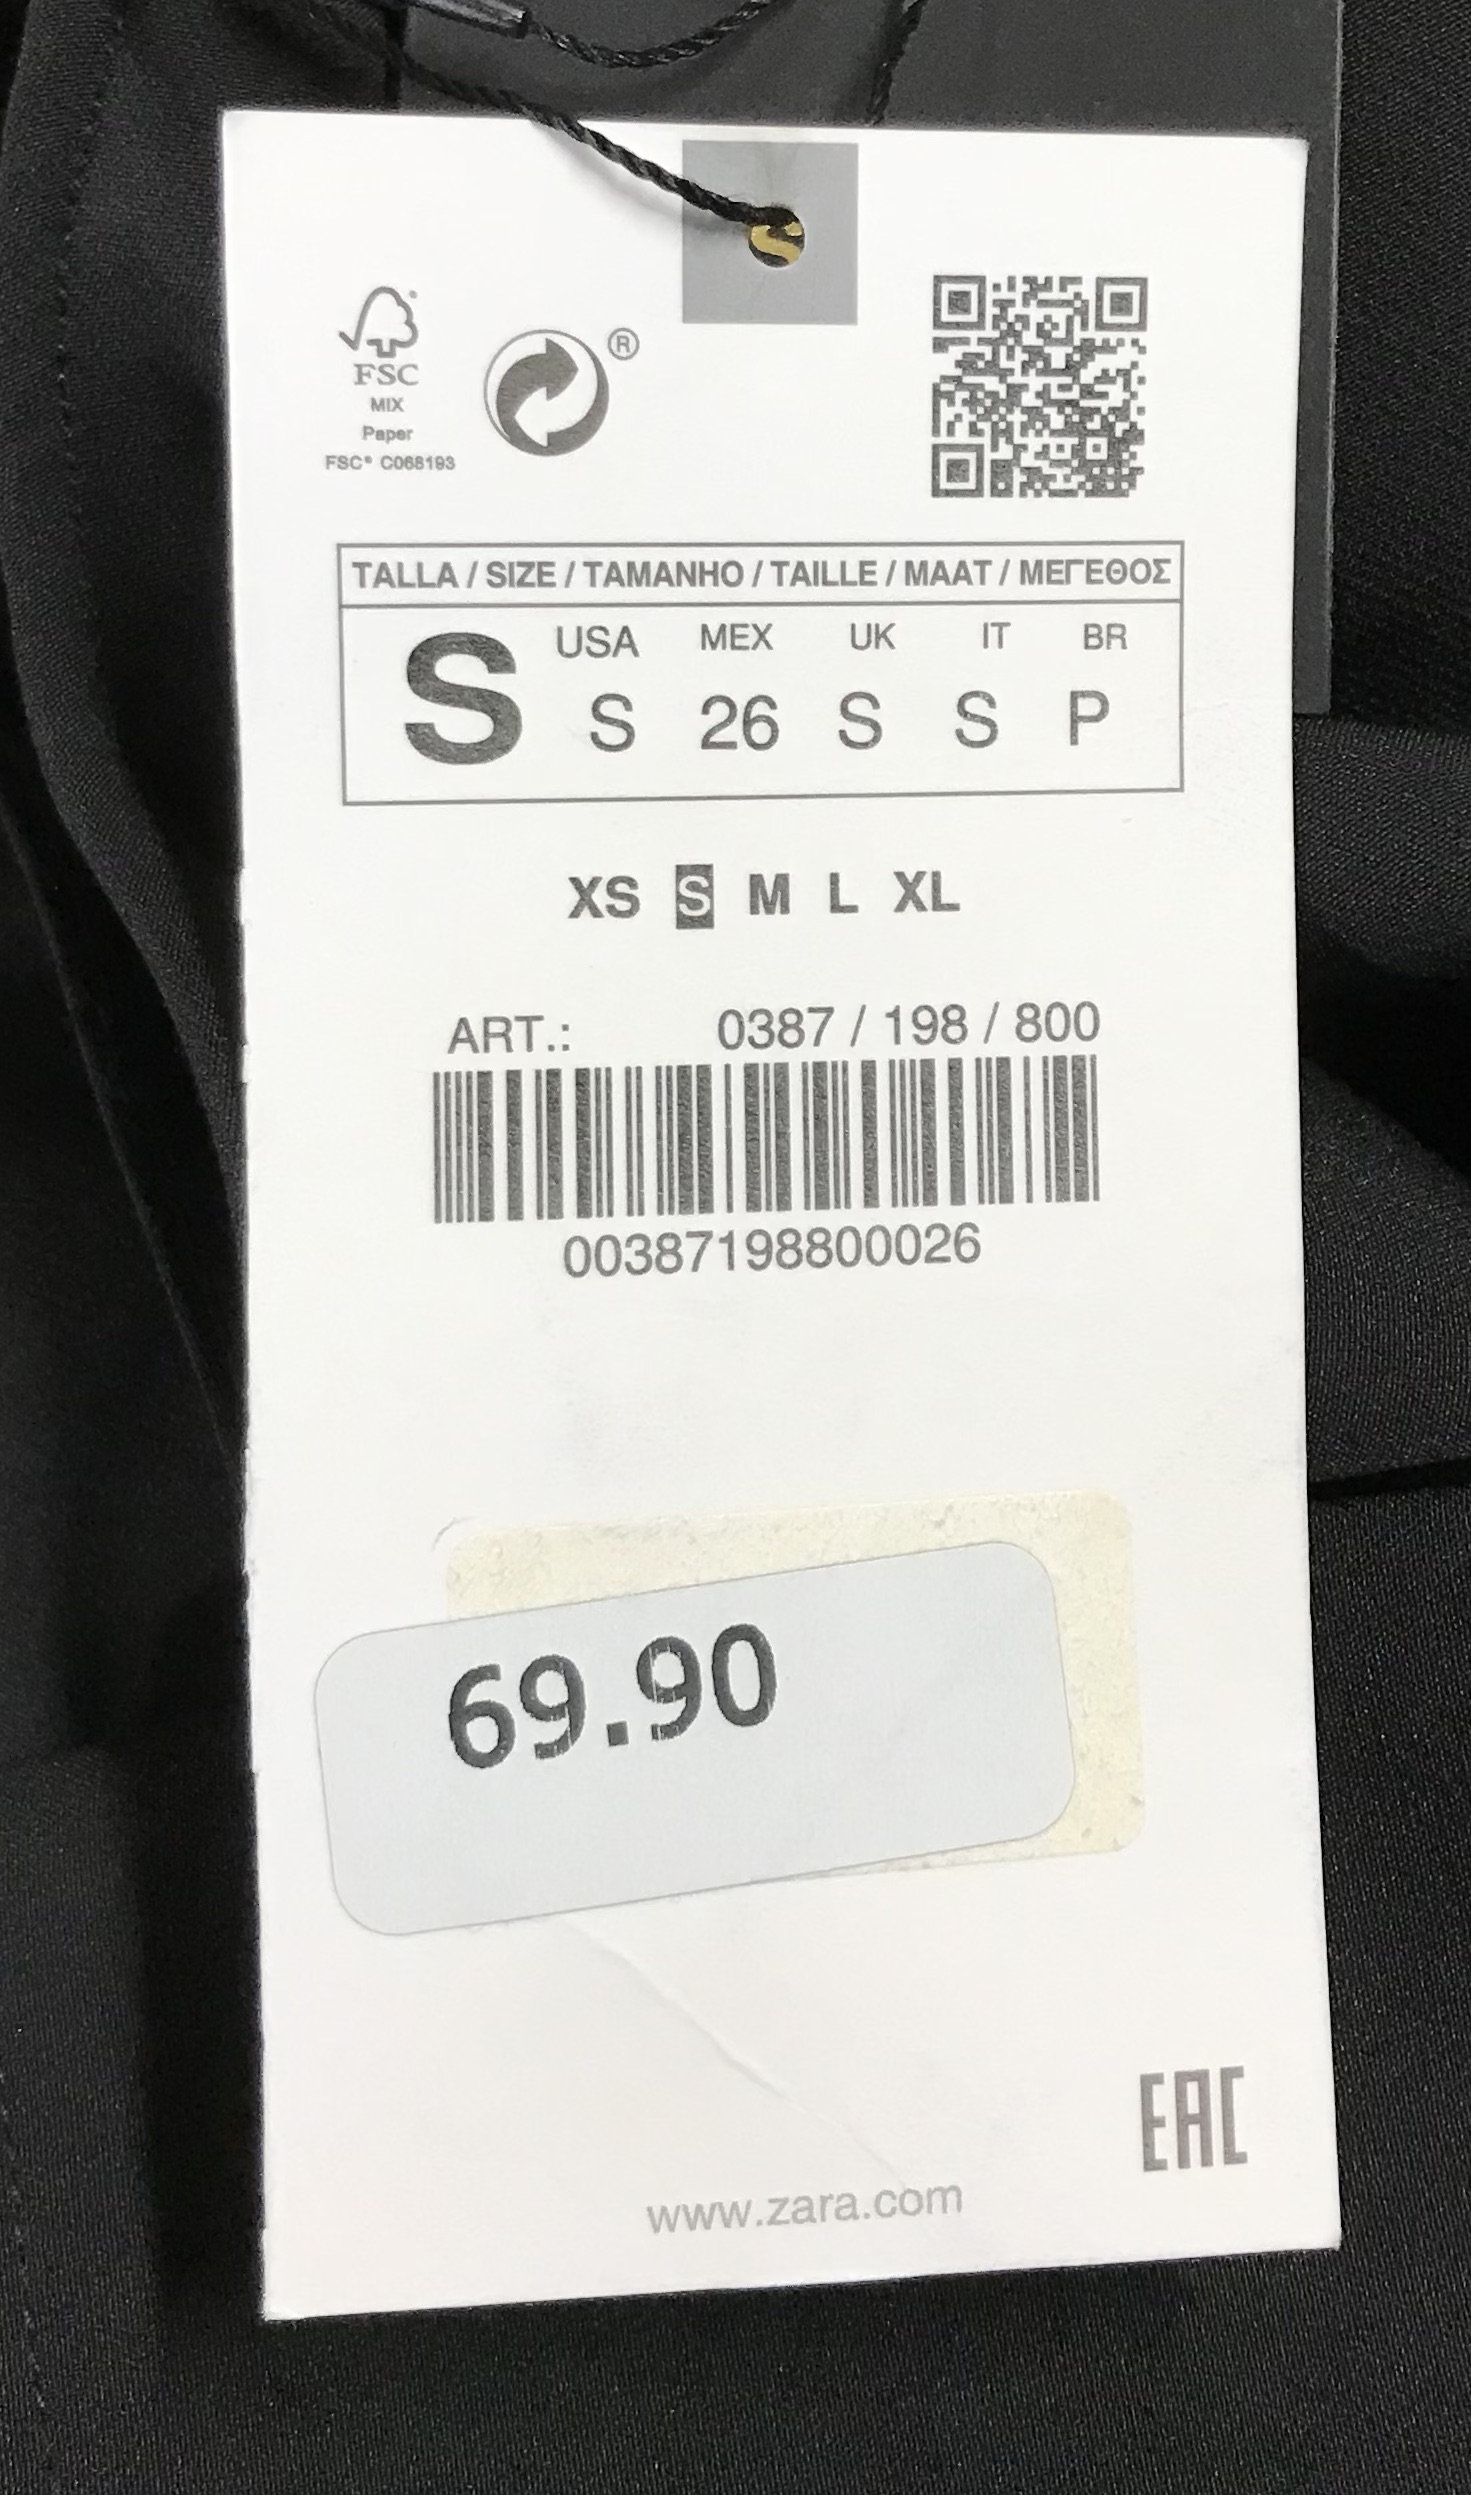 FSC
MIX
Paper
FSC® C068193
®
TALLA / SIZE / TAMANHO / TAILLE / MAAT / ΜΕΓΕΘΟΣ
S USA MEX UK IT BR
S 26 S S P
XS S M L XL
ART.: 0387 / 198 / 800
00387198800026
69.90
EAC
www.zara.com